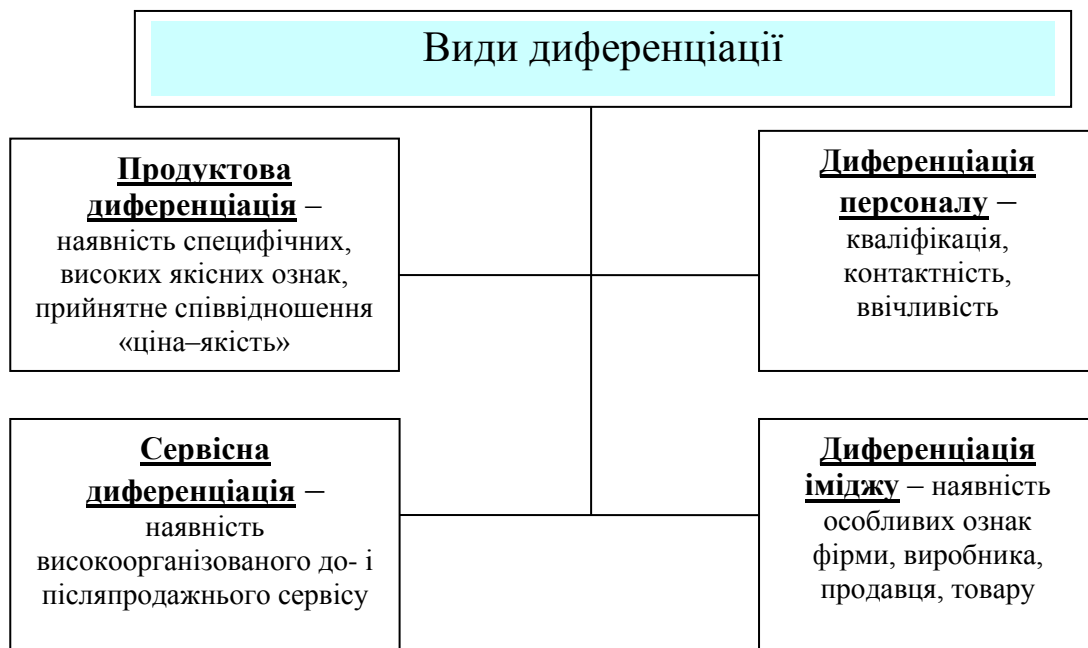 Види диференціації
Продуктова
диференціація –
наявність специфічних,
високих якісних ознак,
прийнятне співвідношення
«ціна–якість»
Диференціація
персоналу –
кваліфікація,
контактність,
ввічливість
Сервісна
диференціація –
наявність
високоорганізованого до- і
післяпродажнього сервісу
Диференціація
іміджу – наявність
особливих ознак
фірми, виробника,
продавця, товару